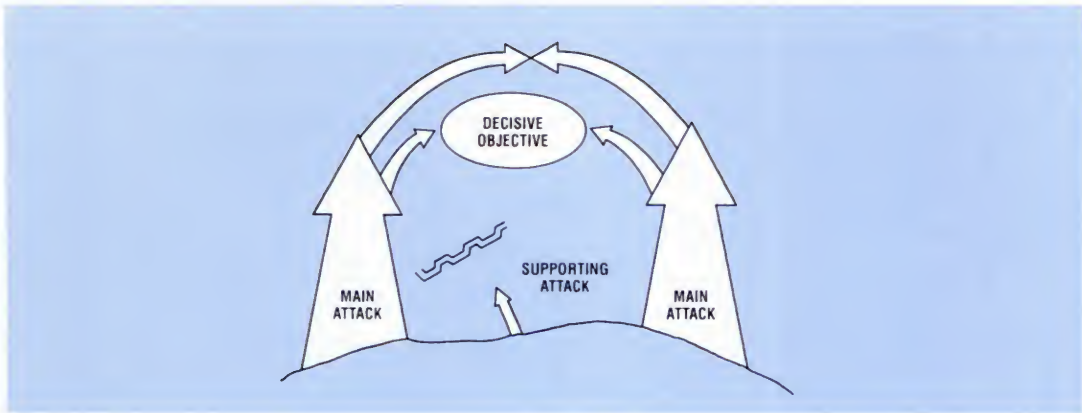 DECISIVE
OBJECTIVE
SUPPORTING
ATTACK
MAIN
ATTACK
MAIN
ATTACK